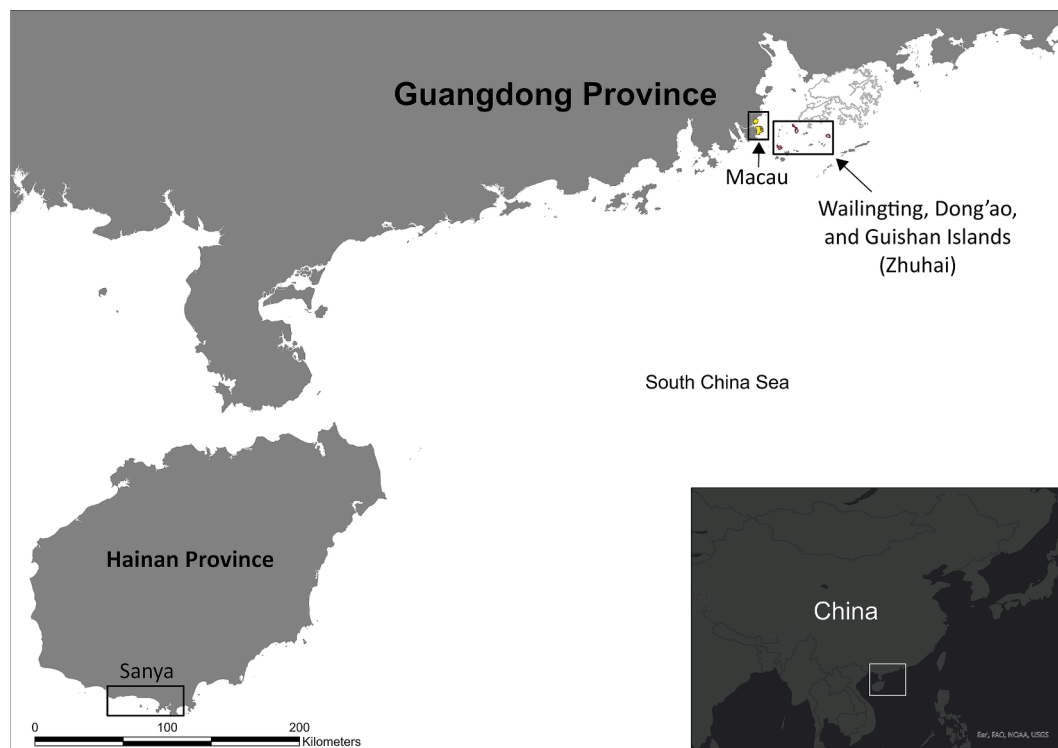 Guangdong Province
Macau
Wailingting, Dong'ao,
and Guishan Islands
(Zhuhai)
South China Sea
Hainan Province
China
Sanya
0 100 200
Kilometers
Esri, FAO, NOAA, USGS